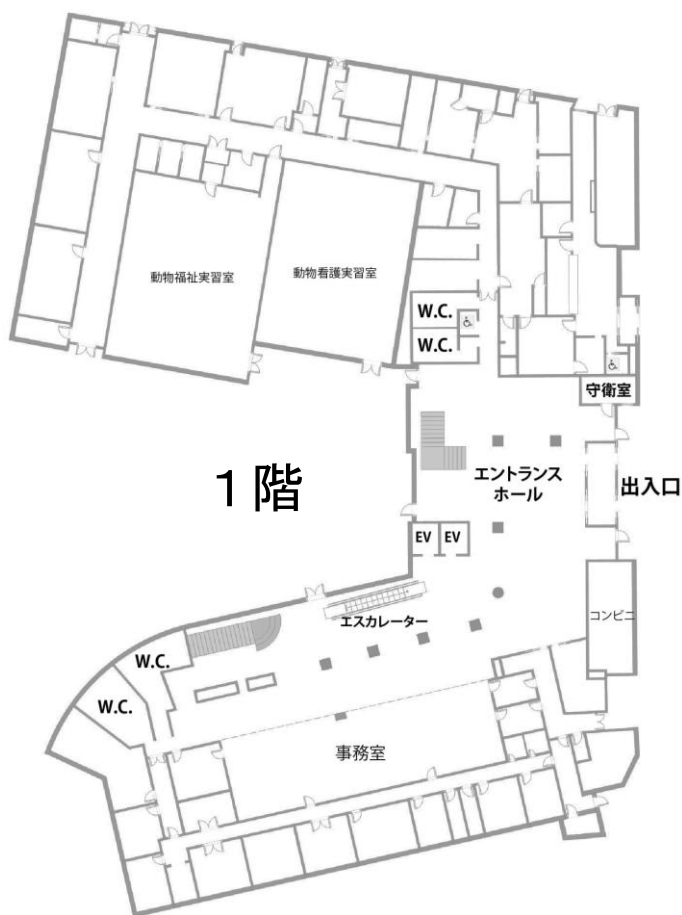 動物福祉実習室
動物看護実習室
W.C.
W.C.
守衛室
1階
エントランス
ホール
出入口
EV
EV
コンビニ
エスカレーター
W.C.
W.C.
事務室